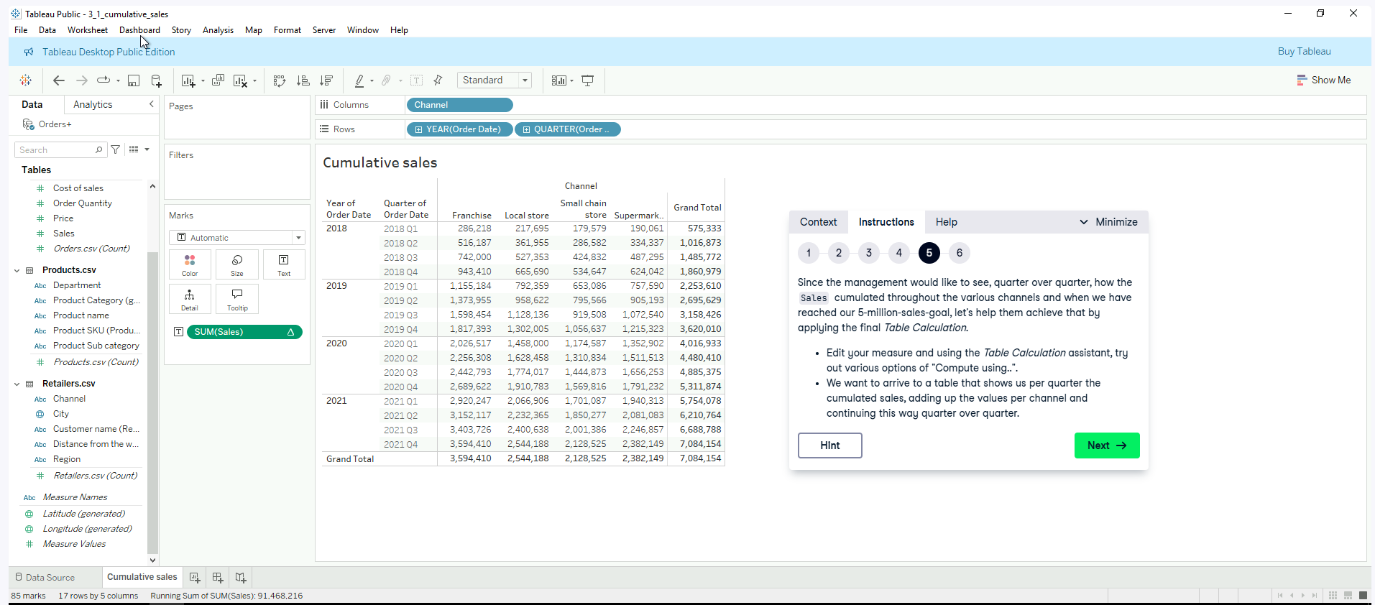 Tableau Public - 3_1_cumulative_sales
File Data Worksheet Dashboard Story Analysis Map Format Server Window Help
Tableau Desktop Public Edition Buy Tableau
Standard Show Me
Data Analytics
Orders+
Search
Tables
# Cost of sales
# Order Quantity
# Price
# Sales
# Orders.csv (Count)
Products.csv
Abc Department
Abc Product Category (g...
Abc Product name
Abc Product SKU (Produ...
Abc Product Sub category
# Products.csv (Count)
Retailers.csv
Abc Channel
City
Abc Customer name (Re...
Abc Distance from the w...
Abc Region
# Retailers.csv (Count)
Abc Measure Names
Latitude (generated)
Longitude (generated)
# Measure Values
Pages
Filters
Marks
T Automatic
Color Size Text
Detail Tooltip
SUM(Sales) Δ
Columns Channel
Rows YEAR(Order Date) QUARTER(Order ..
Cumulative sales
Channel
Year of Order Date Quarter of Order Date Franchise Local store Small chain store Supermark.. Grand Total
2018 2018 Q1 286,218 217,695 179,579 190,061 575,333
2018 Q2 516,187 361,955 286,582 334,337 1,016,873
2018 Q3 742,000 527,353 424,832 487,295 1,485,772
2018 Q4 943,410 665,690 534,647 624,042 1,860,979
2019 2019 Q1 1,155,184 792,359 653,086 757,590 2,253,610
2019 Q2 1,373,955 958,622 795,566 905,193 2,695,629
2019 Q3 1,598,454 1,128,136 919,508 1,072,540 3,158,426
2019 Q4 1,817,393 1,302,005 1,056,637 1,215,323 3,620,010
2020 2020 Q1 2,026,517 1,458,000 1,174,587 1,352,902 4,016,933
2020 Q2 2,256,308 1,628,458 1,310,834 1,511,513 4,480,410
2020 Q3 2,442,793 1,774,017 1,444,873 1,656,253 4,885,375
2020 Q4 2,689,622 1,910,783 1,569,816 1,791,232 5,311,874
2021 2021 Q1 2,920,247 2,066,906 1,701,087 1,940,313 5,754,078
2021 Q2 3,152,117 2,232,365 1,850,277 2,081,083 6,210,764
2021 Q3 3,403,726 2,400,638 2,001,386 2,246,857 6,688,788
2021 Q4 3,594,410 2,544,188 2,128,525 2,382,149 7,084,154
Grand Total 3,594,410 2,544,188 2,128,525 2,382,149 7,084,154
Context Instructions Help Minimize
1 2 3 4 5 6
Since the management would like to see, quarter over quarter, how the
Sales cumulated throughout the various channels and when we have
reached our 5-million-sales-goal, let's help them achieve that by
applying the final Table Calculation.
• Edit your measure and using the Table Calculation assistant, try
out various options of "Compute using..".
• We want to arrive to a table that shows us per quarter the
cumulated sales, adding up the values per channel and
continuing this way quarter over quarter.
HInt Next →
Data Source Cumulative sales
85 marks 17 rows by 5 columns Running Sum of SUM(Sales): 91,468,216